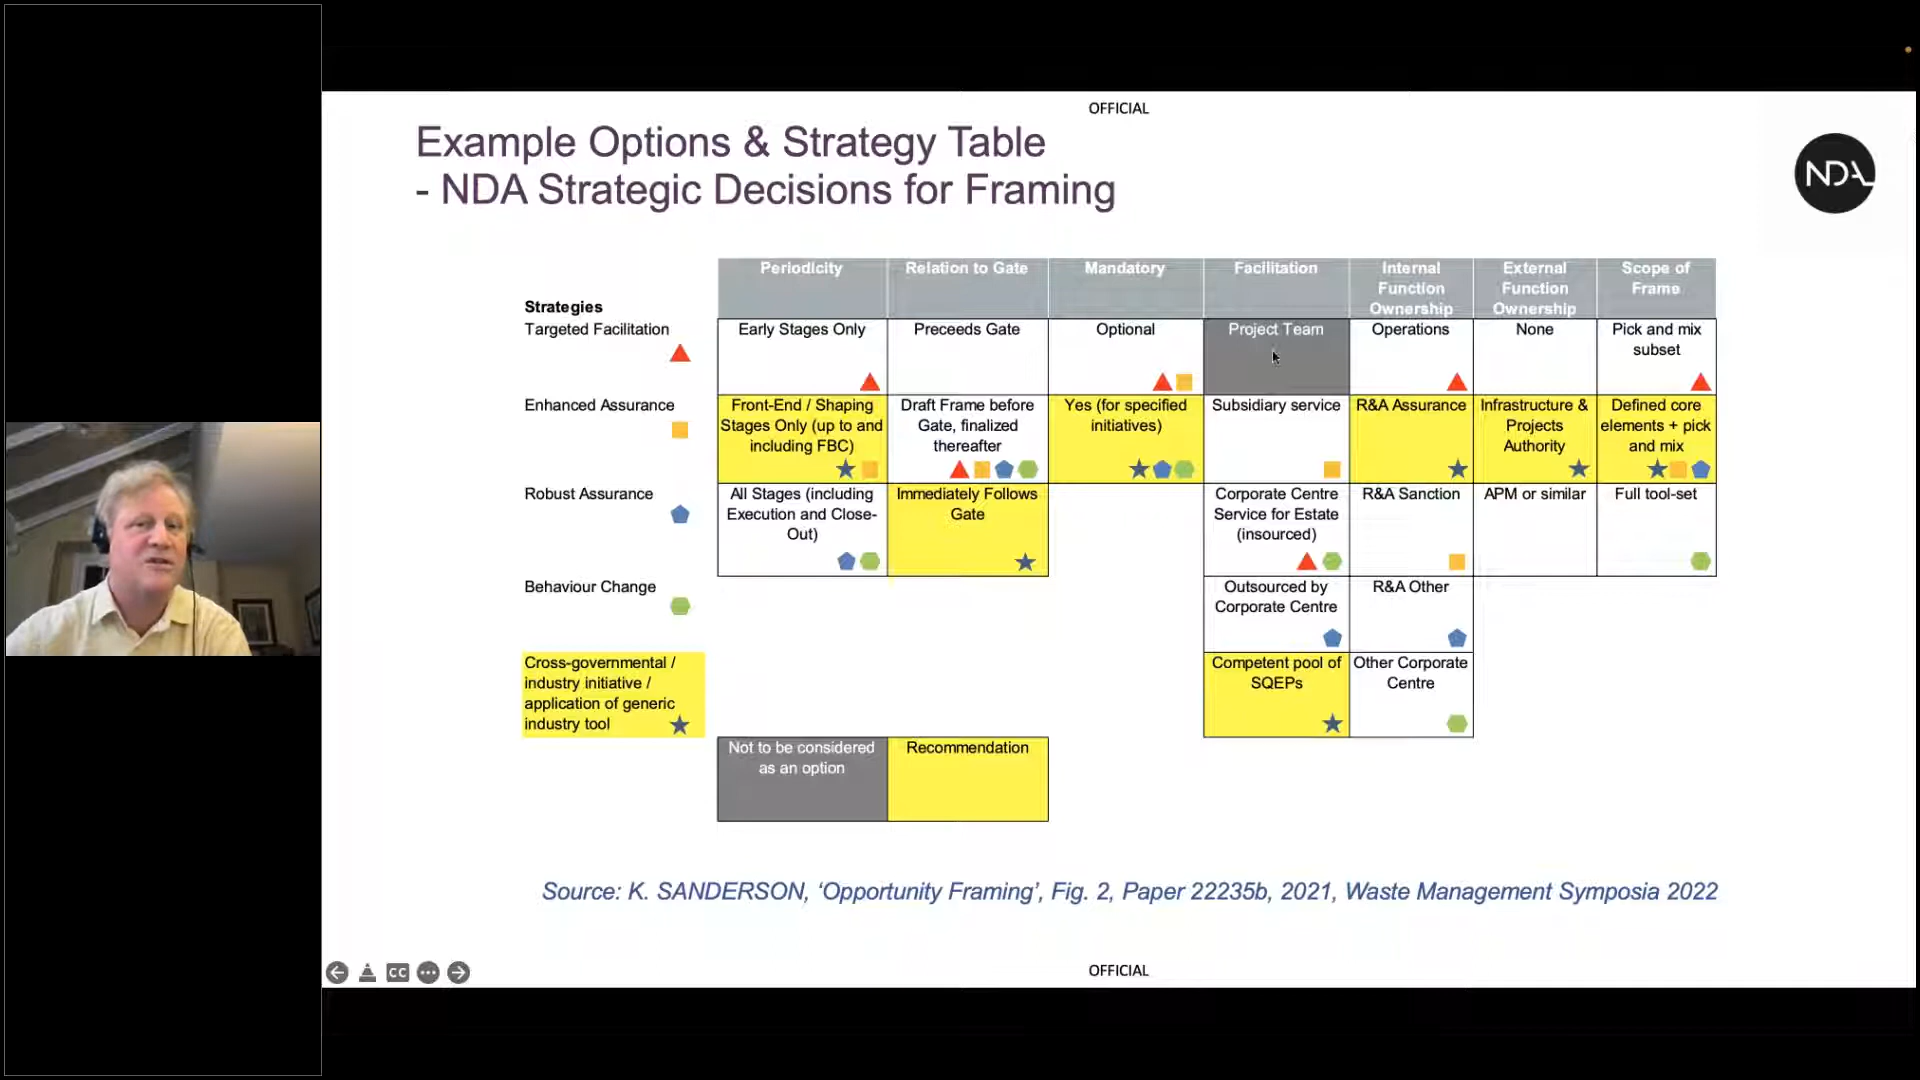 OFFICIAL
Example Options & Strategy Table
- NDA Strategic Decisions for Framing
NDA
Periodicity
Relation to Gate
Mandatory
Facilitation
Internal
Function
Ownership
External
Function
Ownership
Scope of
Frame
Strategies
Targeted Facilitation
Early Stages Only
Preceeds Gate
Optional
Project Team
Operations
None
Pick and mix
subset
Enhanced Assurance
Front-End / Shaping
Stages Only (up to and
including FBC)
Draft Frame before
Gate, finalized
thereafter
Yes (for specified
initiatives)
Subsidiary service
R&A Assurance
Infrastructure &
Projects
Authority
Defined core
elements + pick
and mix
Robust Assurance
All Stages (including
Execution and Close-
Out)
Immediately Follows
Gate
Corporate Centre
Service for Estate
(insourced)
R&A Sanction
APM or similar
Full tool-set
Behaviour Change
Outsourced by
Corporate Centre
R&A Other
Cross-governmental /
industry initiative /
application of generic
industry tool
Competent pool of
SQEPs
Other Corporate
Centre
Not to be considered
as an option
Recommendation
Source: K. SANDERSON, ‘Opportunity Framing’, Fig. 2, Paper 22235b, 2021, Waste Management Symposia 2022
CC
OFFICIAL